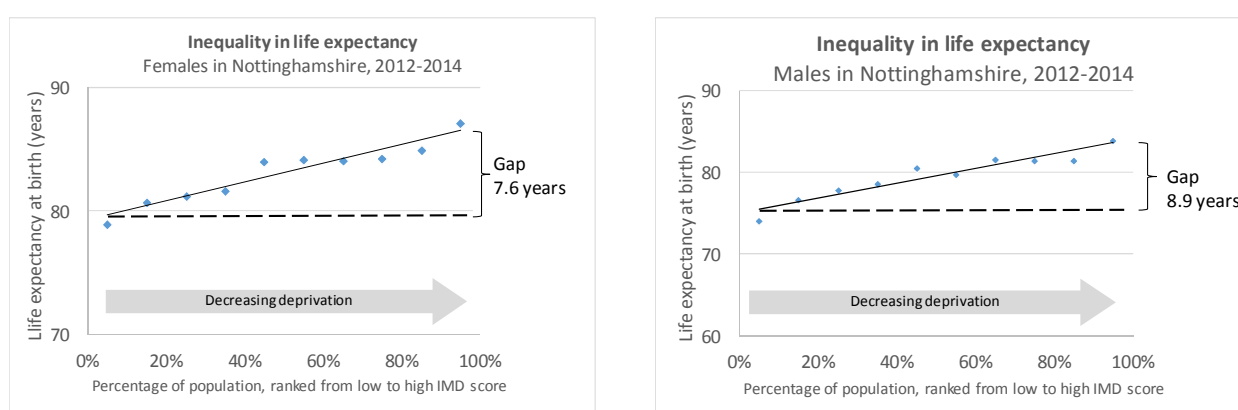 Inequality in life expectancy
Females in Nottinghamshire, 2012-2014
Llife expectancy at birth (years)
90
80
70
Gap
7.6 years
Decreasing deprivation
0% 20% 40% 60% 80% 100%
Percentage of population, ranked from low to high IMD score
Inequality in life expectancy
Males in Nottinghamshire, 2012-2014
Life expectancy at birth (years)
90
80
70
60
Gap
8.9 years
Decreasing deprivation
0% 20% 40% 60% 80% 100%
Percentage of population, ranked from low to high IMD score